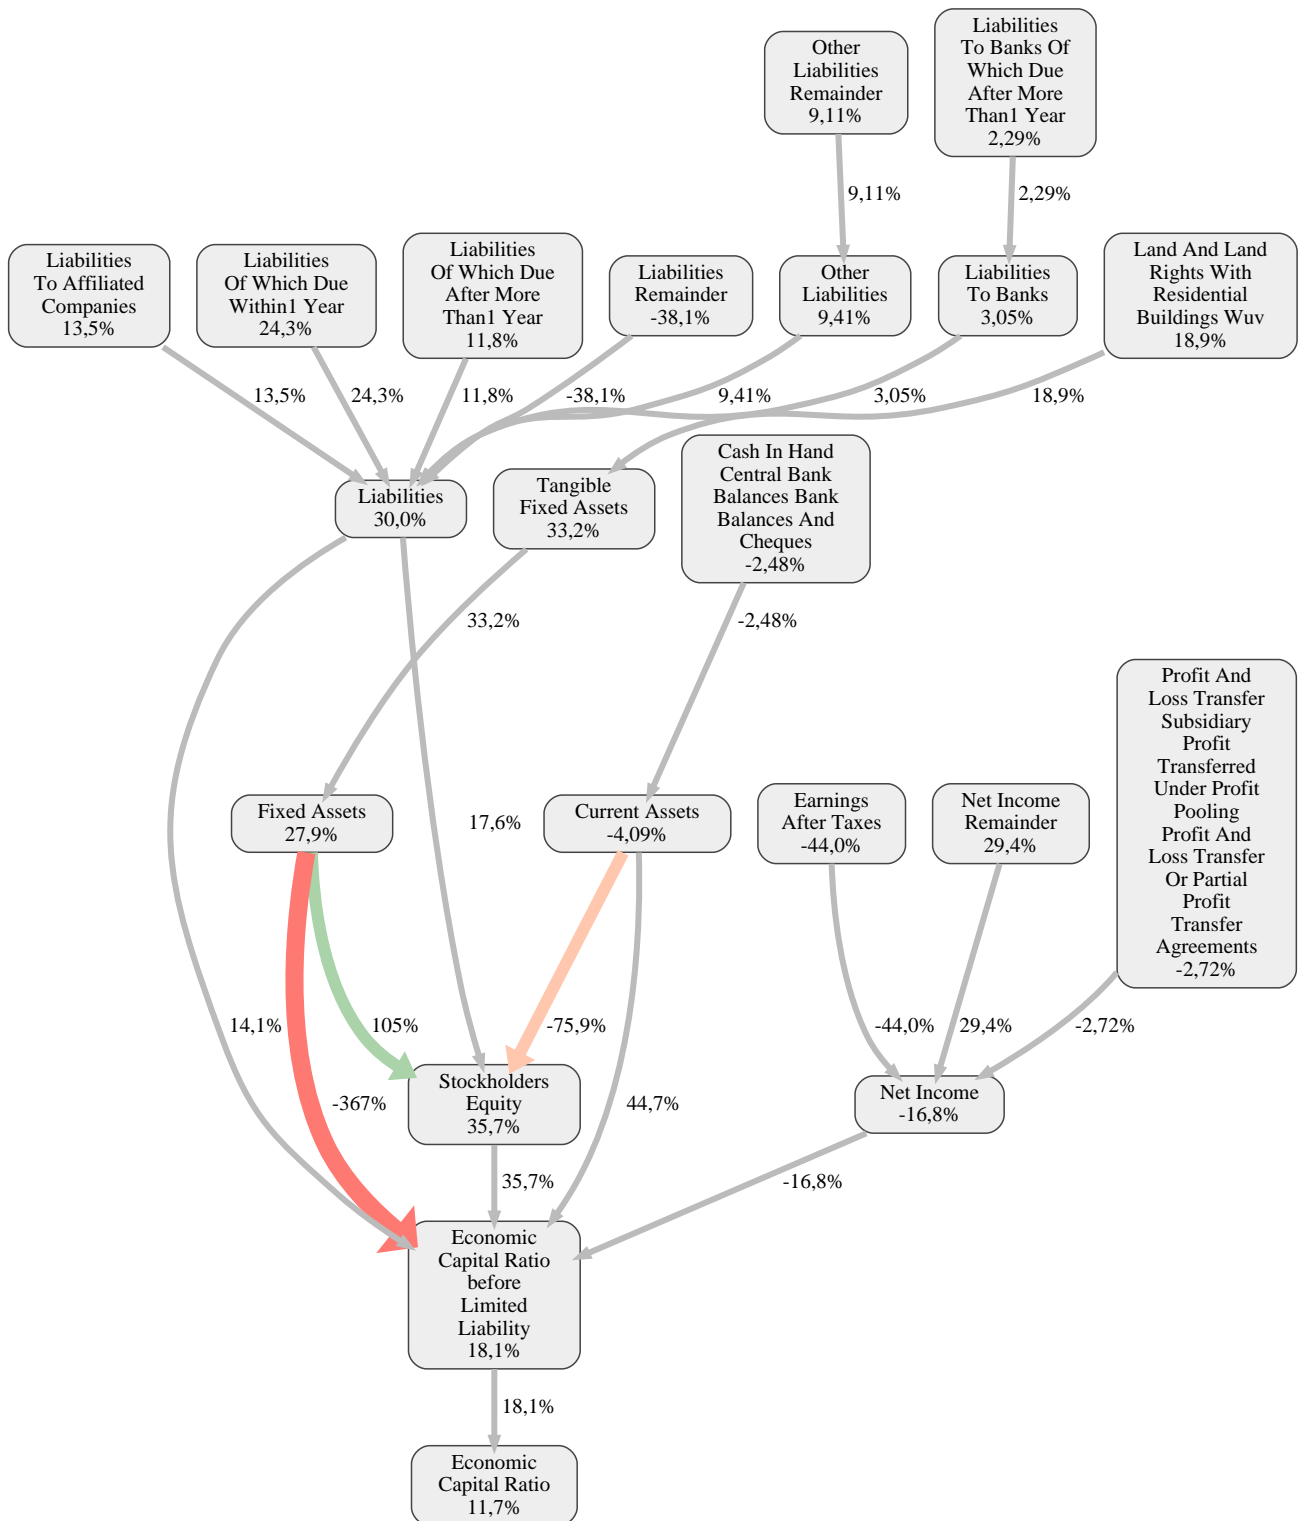 Other
Liabilities
Remainder
9,11%
Liabilities
To Banks Of
Which Due
After More
Than1 Year
2,29%
9,11%
2,29%
Liabilities
To Affiliated
Companies
13,5%
Liabilities
Of Which Due
Within1 Year
24,3%
Liabilities
Of Which Due
After More
Than1 Year
11,8%
Liabilities
Remainder
-38,1%
Other
Liabilities
9,41%
Liabilities
To Banks
3,05%
Land And Land
Rights With
Residential
Buildings Wuv
18,9%
13,5%
24,3%
11,8%
-38,1%
9,41%
3,05%
18,9%
Liabilities
30,0%
Tangible
Fixed Assets
33,2%
Cash In Hand
Central Bank
Balances Bank
Balances And
Cheques
-2,48%
33,2%
-2,48%
Profit And
Loss Transfer
Subsidiary
Profit
Transferred
Under Profit
Pooling
Profit And
Loss Transfer
Or Partial
Profit
Transfer
Agreements
-2,72%
Fixed Assets
27,9%
17,6%
Current Assets
-4,09%
Earnings
After Taxes
-44,0%
Net Income
Remainder
29,4%
14,1%
105%
-75,9%
-44,0%
29,4%
-2,72%
-367%
Stockholders
Equity
35,7%
44,7%
Net Income
-16,8%
35,7%
-16,8%
Economic
Capital Ratio
before
Limited
Liability
18,1%
18,1%
Economic
Capital Ratio
11,7%